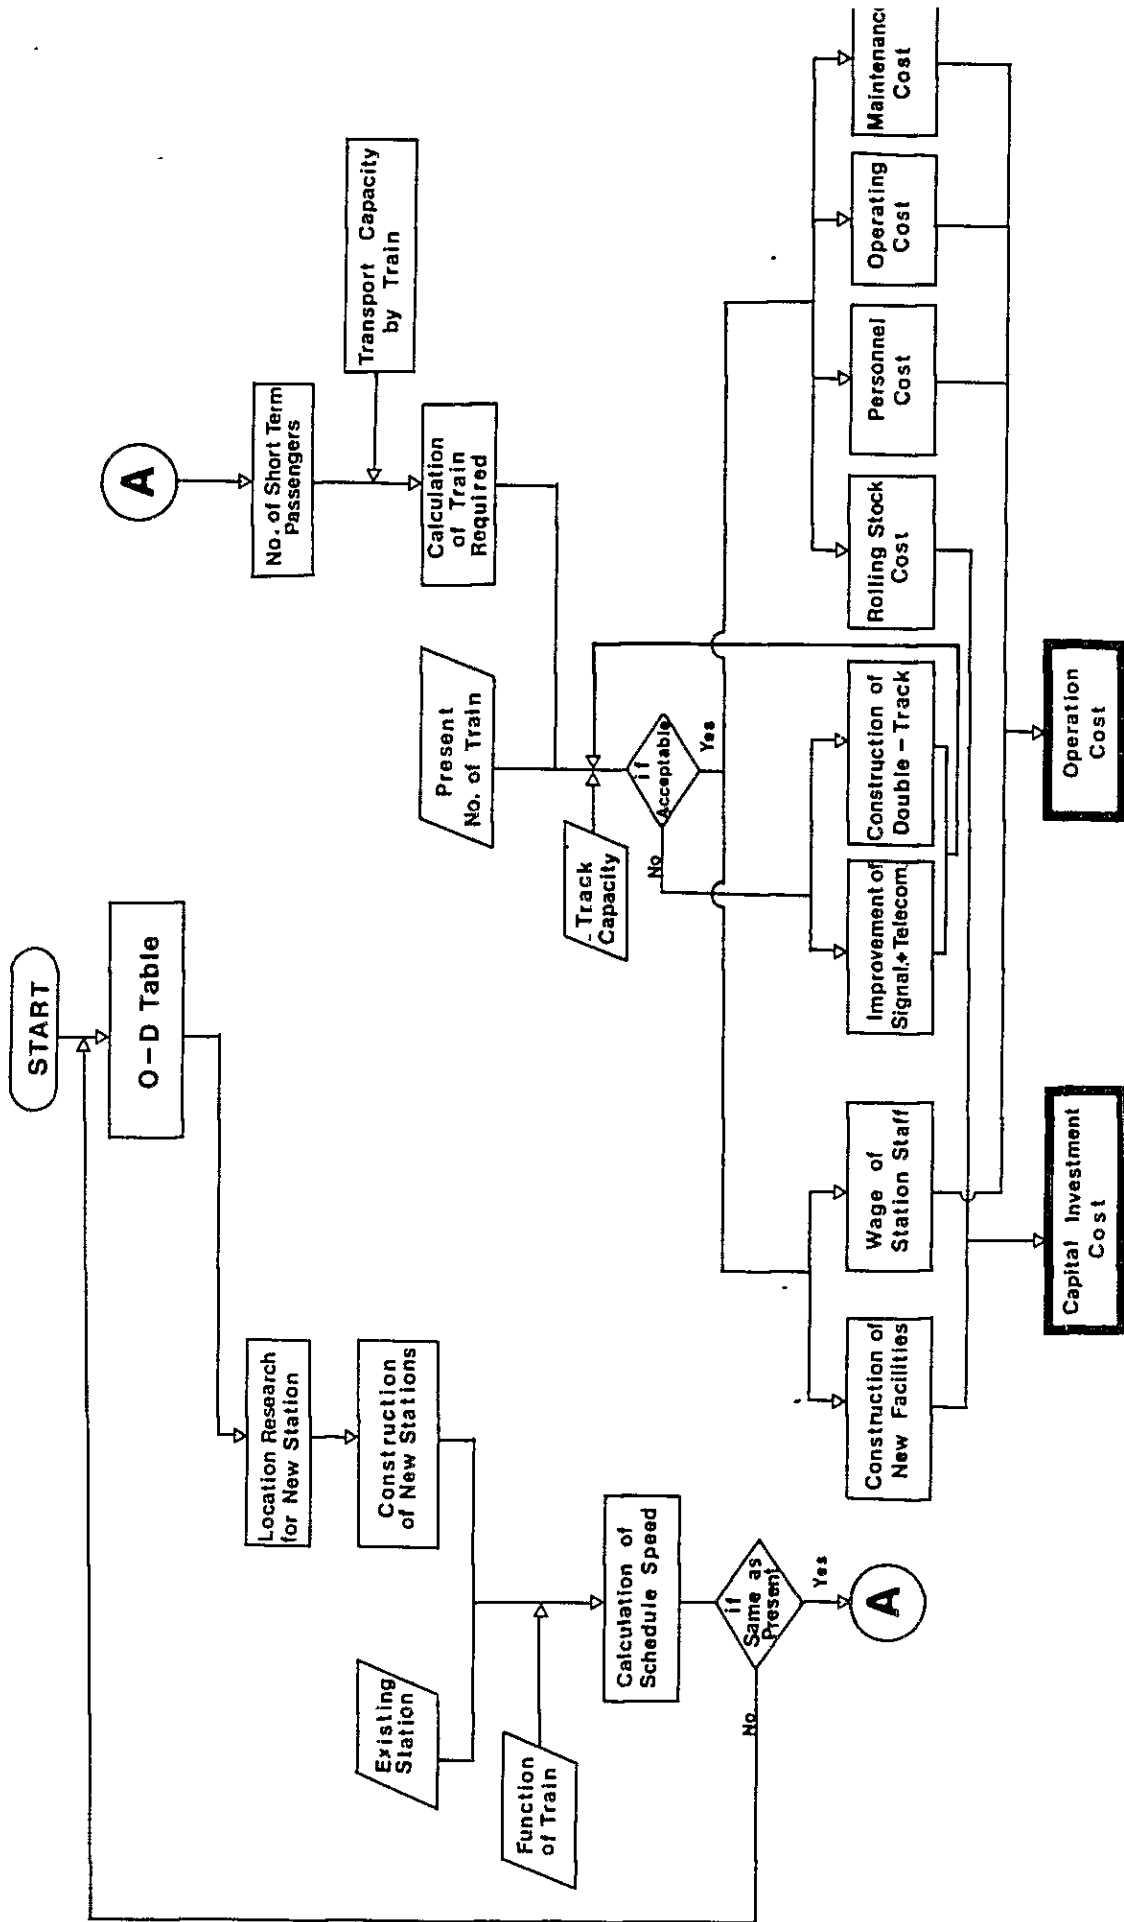 START
O-D Table
Location Research
for New Station
Construction
of New Stations
Existing
Station
Function
of Train
Calculation of
Schedule Speed
if
Same as
Present
No
Yes
A
A
No. of Short Term
Passengers
Transport Capacity
by Train
Calculation
of Train
Required
Present
No. of Train
Track
Capacity
if
Acceptable
No
Yes
Construction of
New Facilities
Wage of
Station Staff
Improvement of
Signal.+Telecom.
Construction of
Double-Track
Rolling Stock
Cost
Personnel
Cost
Operating
Cost
Maintenanc
Cost
Capital Investment
Cost
Operation
Cost